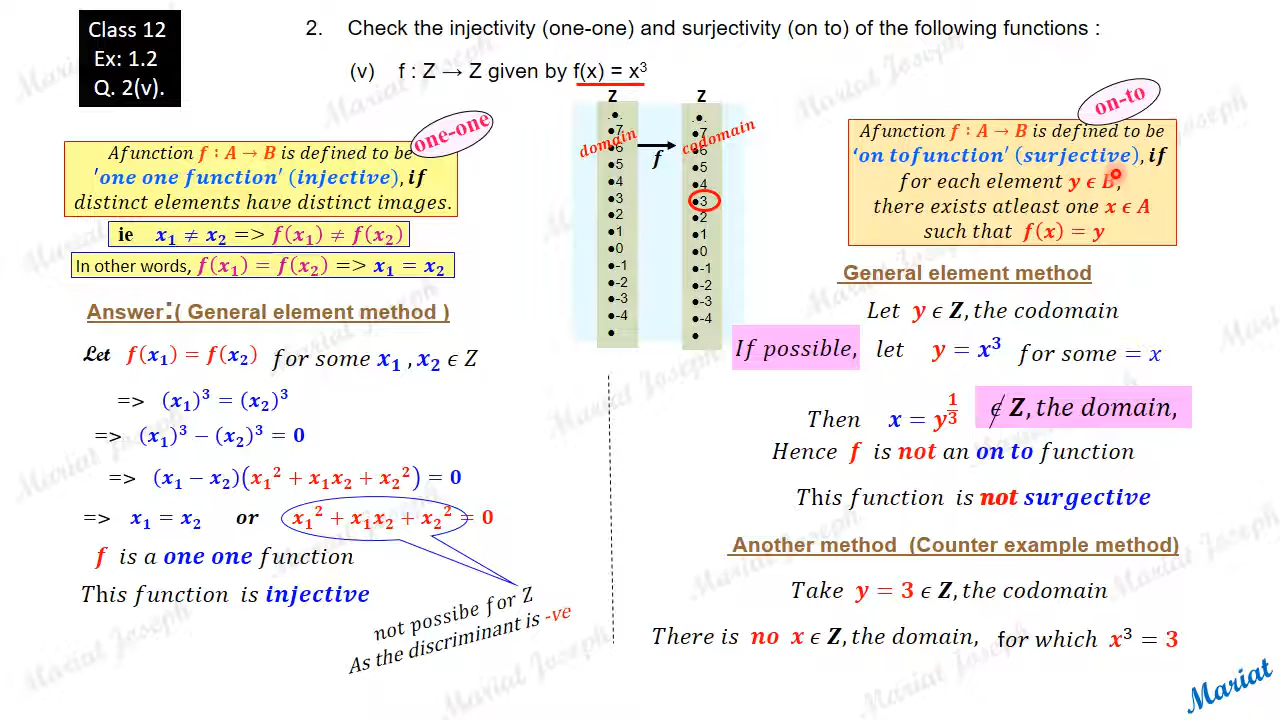 Class 12
Ex: 1.2
Q. 2(v).
2. Check the injectivity (one-one) and surjectivity (on to) of the following functions :
(v) f : Z → Z given by f(x) = x³
one-one
A function f : A → B is defined to be
'one one function' (injective), if
distinct elements have distinct images.
ie x₁ ≠ x₂ => f(x₁) ≠ f(x₂)
In other words, f(x₁) = f(x₂) => x₁ = x₂
Answer:( General element method )
Let f(x₁) = f(x₂) for some x₁ , x₂ ϵ Z
=> (x₁)³ = (x₂)³
=> (x₁)³ − (x₂)³ = 0
=> (x₁ − x₂)(x₁² + x₁x₂ + x₂²) = 0
=> x₁ = x₂ or x₁² + x₁x₂ + x₂² = 0
f is a one one function
This function is injective
not possibe for Z
As the discriminant is -ve
Z Z
domain f codomain
7 7
6 6
5 5
4 4
3 3
2 2
1 1
0 0
-1 -1
-2 -2
-3 -3
-4 -4
on-to
A function f : A → B is defined to be
'on tofunction' (surjective), if
for each element y ϵ B,
there exists atleast one x ϵ A
such that f(x) = y
General element method
Let y ϵ Z, the codomain
If possible, let y = x³ for some = x
Then x = y^(1/3) ∉ Z, the domain,
Hence f is not an on to function
This function is not surgective
Another method (Counter example method)
Take y = 3 ϵ Z, the codomain
There is no x ϵ Z, the domain, for which x³ = 3
Mariat
Mariat Joseph